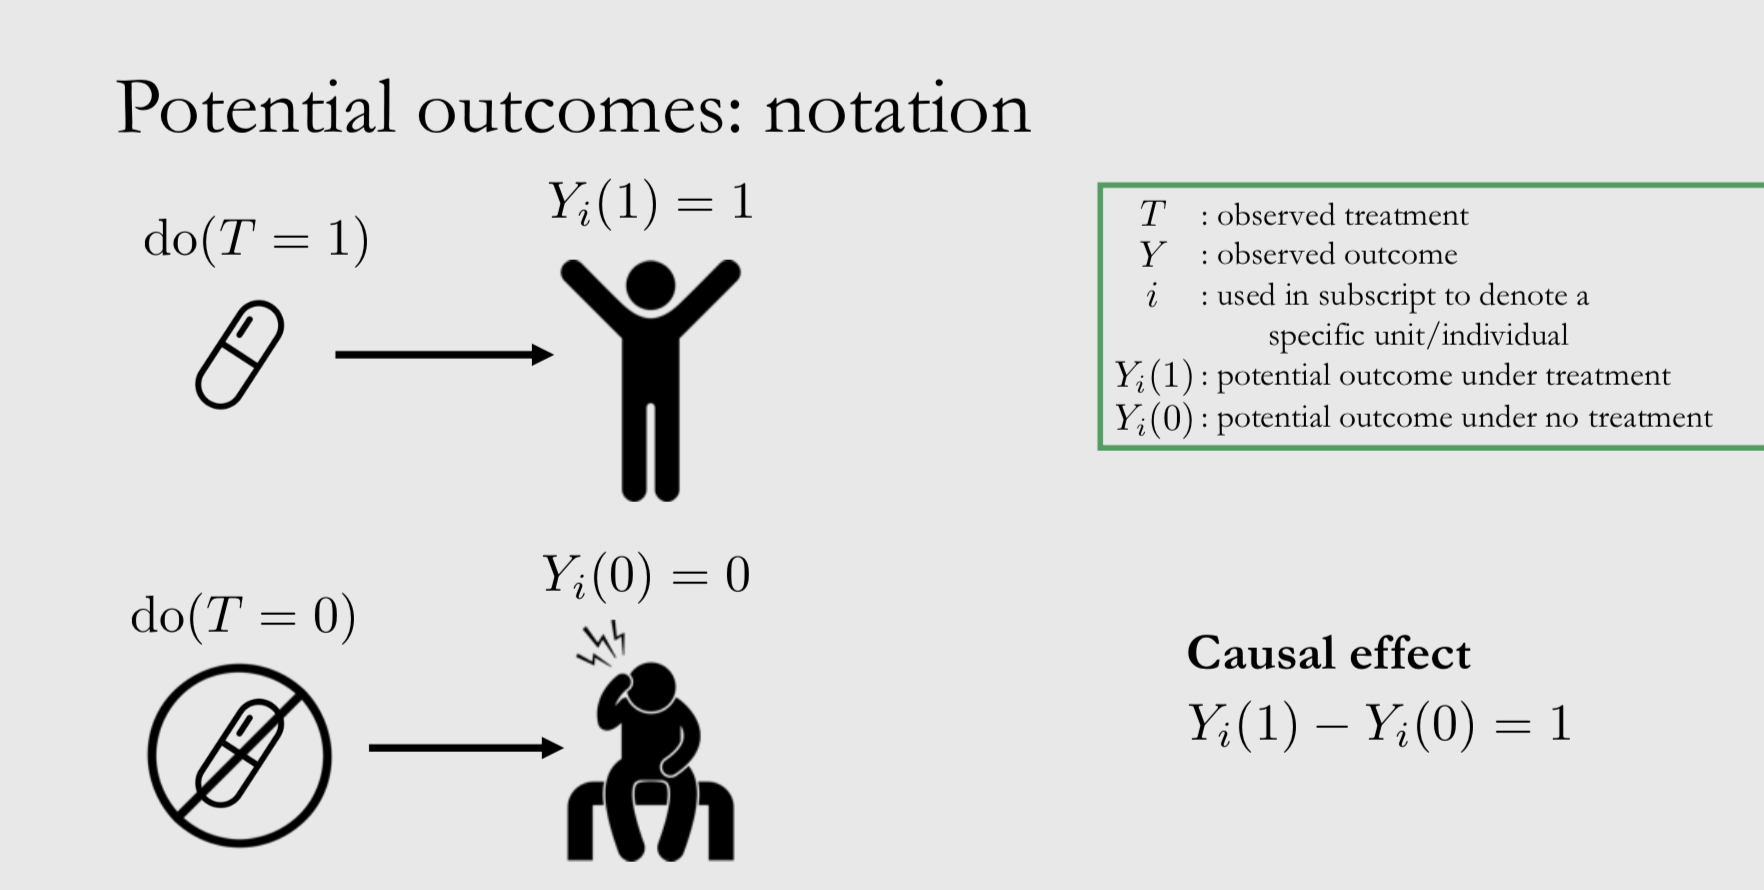 Potential outcomes: notation
do(T = 1)
Y_i(1) = 1
T : observed treatment
Y : observed outcome
i : used in subscript to denote a
specific unit/individual
Y_i(1) : potential outcome under treatment
Y_i(0) : potential outcome under no treatment
do(T = 0)
Y_i(0) = 0
Causal effect
Y_i(1) − Y_i(0) = 1